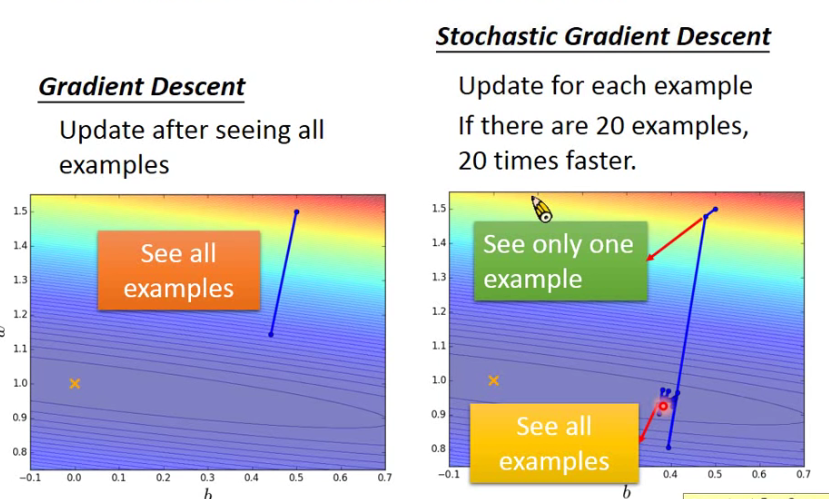 Gradient Descent
Update after seeing all
examples
1.5
1.4
1.3
1.2
1.1
1.0
0.9
0.8
See all
examples
-0.1 0.0 0.1 0.2 0.3 0.4 0.5 0.6 0.7
b
Stochastic Gradient Descent
Update for each example
If there are 20 examples,
20 times faster.
1.5
1.4
1.3
1.2
1.1
1.0
0.9
0.8
See only one
example
See all
examples
-0.1
0.4 0.5 0.6 0.7
b